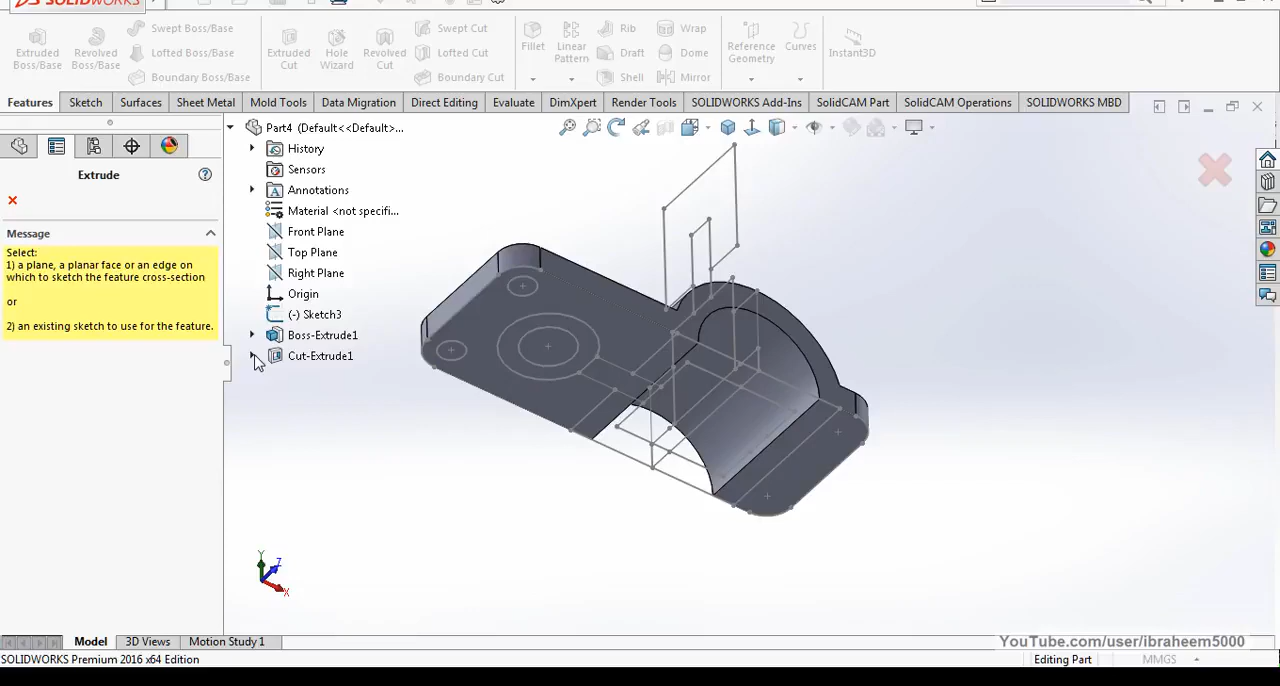 SOLIDWORKS
Extruded Boss/Base
Revolved Boss/Base
Swept Boss/Base
Lofted Boss/Base
Boundary Boss/Base
Extruded Cut
Hole Wizard
Revolved Cut
Swept Cut
Lofted Cut
Boundary Cut
Fillet
Linear Pattern
Rib
Draft
Shell
Wrap
Dome
Mirror
Reference Geometry
Curves
Instant3D
Features
Sketch
Surfaces
Sheet Metal
Mold Tools
Data Migration
Direct Editing
Evaluate
DimXpert
Render Tools
SOLIDWORKS Add-Ins
SolidCAM Part
SolidCAM Operations
SOLIDWORKS MBD
Extrude
Message
Select:
1) a plane, a planar face or an edge on
which to sketch the feature cross-section
or
2) an existing sketch to use for the feature.
Part4 (Default<<Default>...
History
Sensors
Annotations
Material <not specifi...
Front Plane
Top Plane
Right Plane
Origin
(-) Sketch3
Boss-Extrude1
Cut-Extrude1
Y
Z
X
Model
3D Views
Motion Study 1
YouTube.com/user/ibraheem5000
SOLIDWORKS Premium 2016 x64 Edition
Editing Part
MMGS